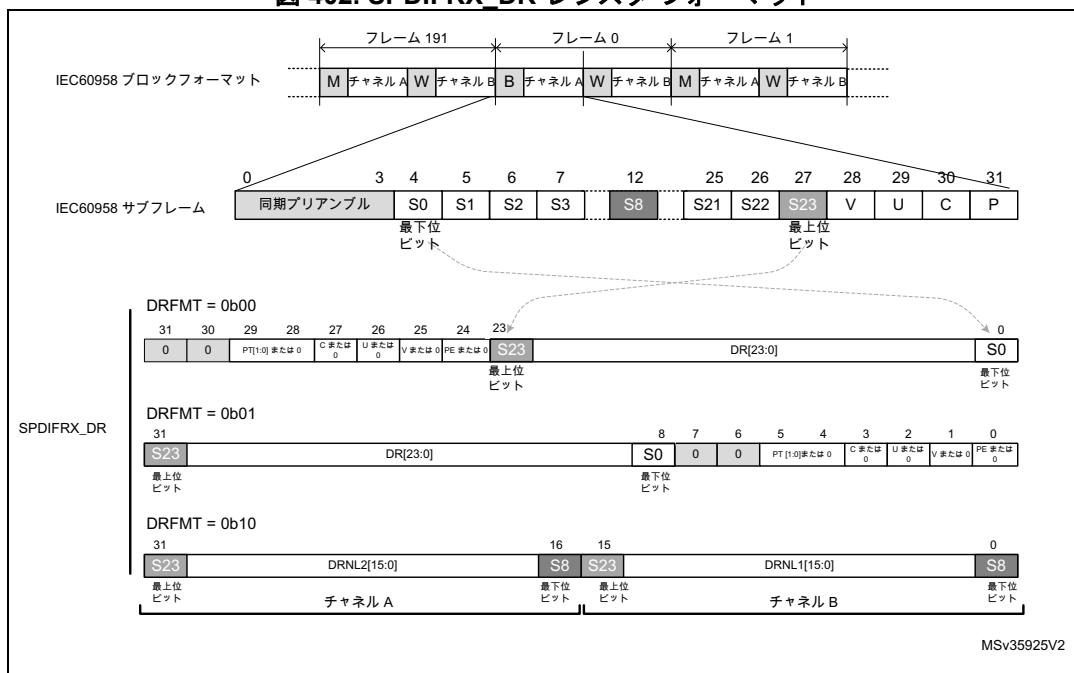 図 402. SPDIFRX_DR レジスタ フォーマット
フレーム 191 フレーム 0 フレーム 1
IEC60958 ブロックフォーマット M チャネル A W チャネル B B チャネル A W チャネル B M チャネル A W チャネル B
0 3 4 5 6 7 12 25 26 27 28 29 30 31
IEC60958 サブフレーム 同期プリアンブル S0 S1 S2 S3 S8 S21 S22 S23 V U C P
最下位 最上位
ビット ビット
DRFMT = 0b00
31 30 29 28 27 26 25 24 23 0
0 0 PT[1:0] または 0 C または 0 U または 0 V または 0 PE または 0 S23 DR[23:0] S0
最上位 最下位
ビット ビット
DRFMT = 0b01
SPDIFRX_DR
31 8 7 6 5 4 3 2 1 0
S23 DR[23:0] S0 0 0 PT [1:0]または 0 C または 0 U または 0 V または 0 PE または 0
最上位 最下位
ビット ビット
DRFMT = 0b10
31 16 15 0
S23 DRNL2[15:0] S8 S23 DRNL1[15:0] S8
最上位 最下位 最上位 最下位
ビット ビット ビット ビット
チャネル A チャネル B
MSv35925V2